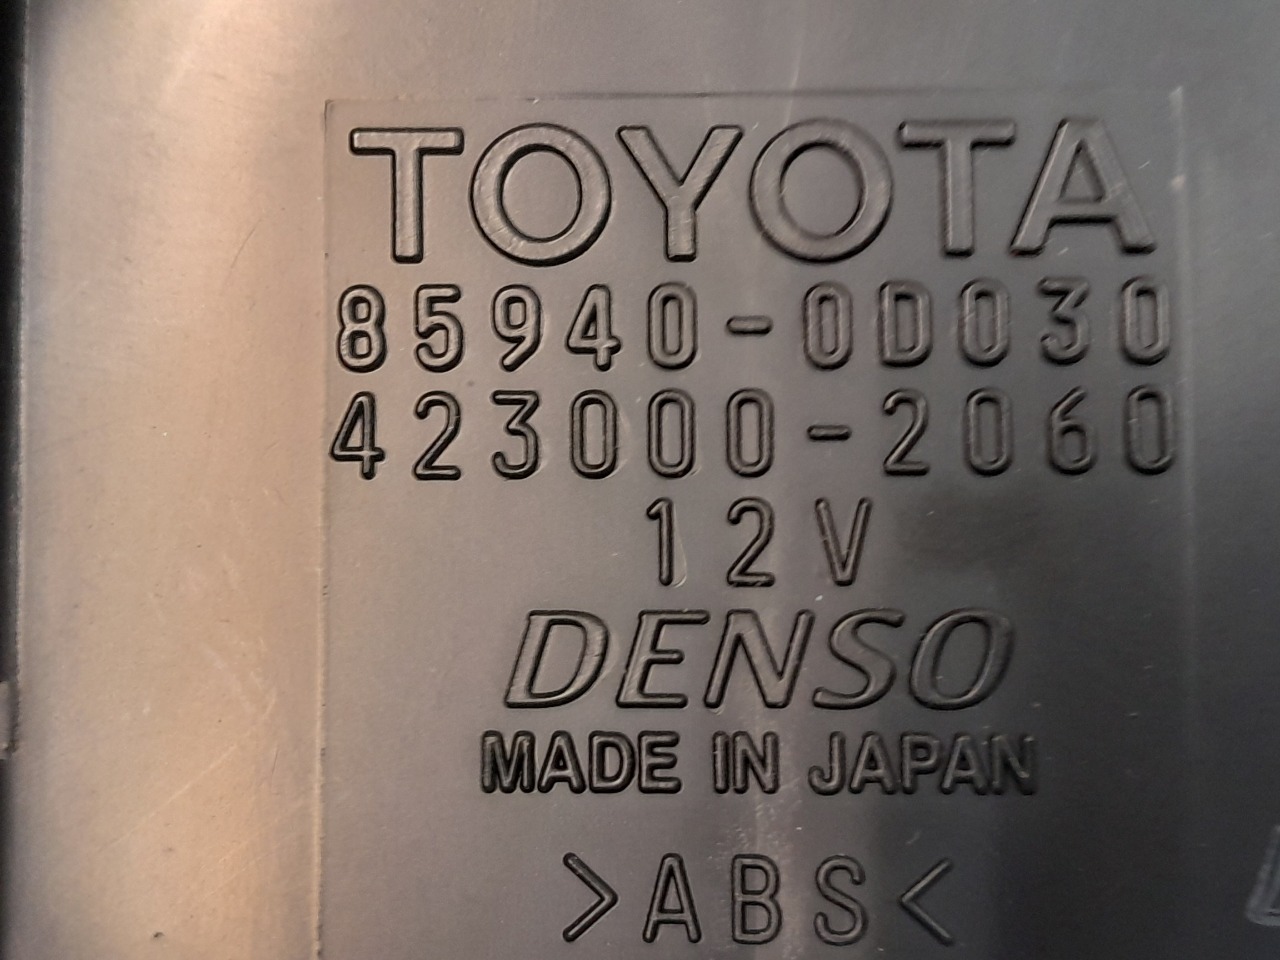 TOYOTA
85940-0D030
423000-2060
12V
DENSO
MADE IN JAPAN
>ABS<